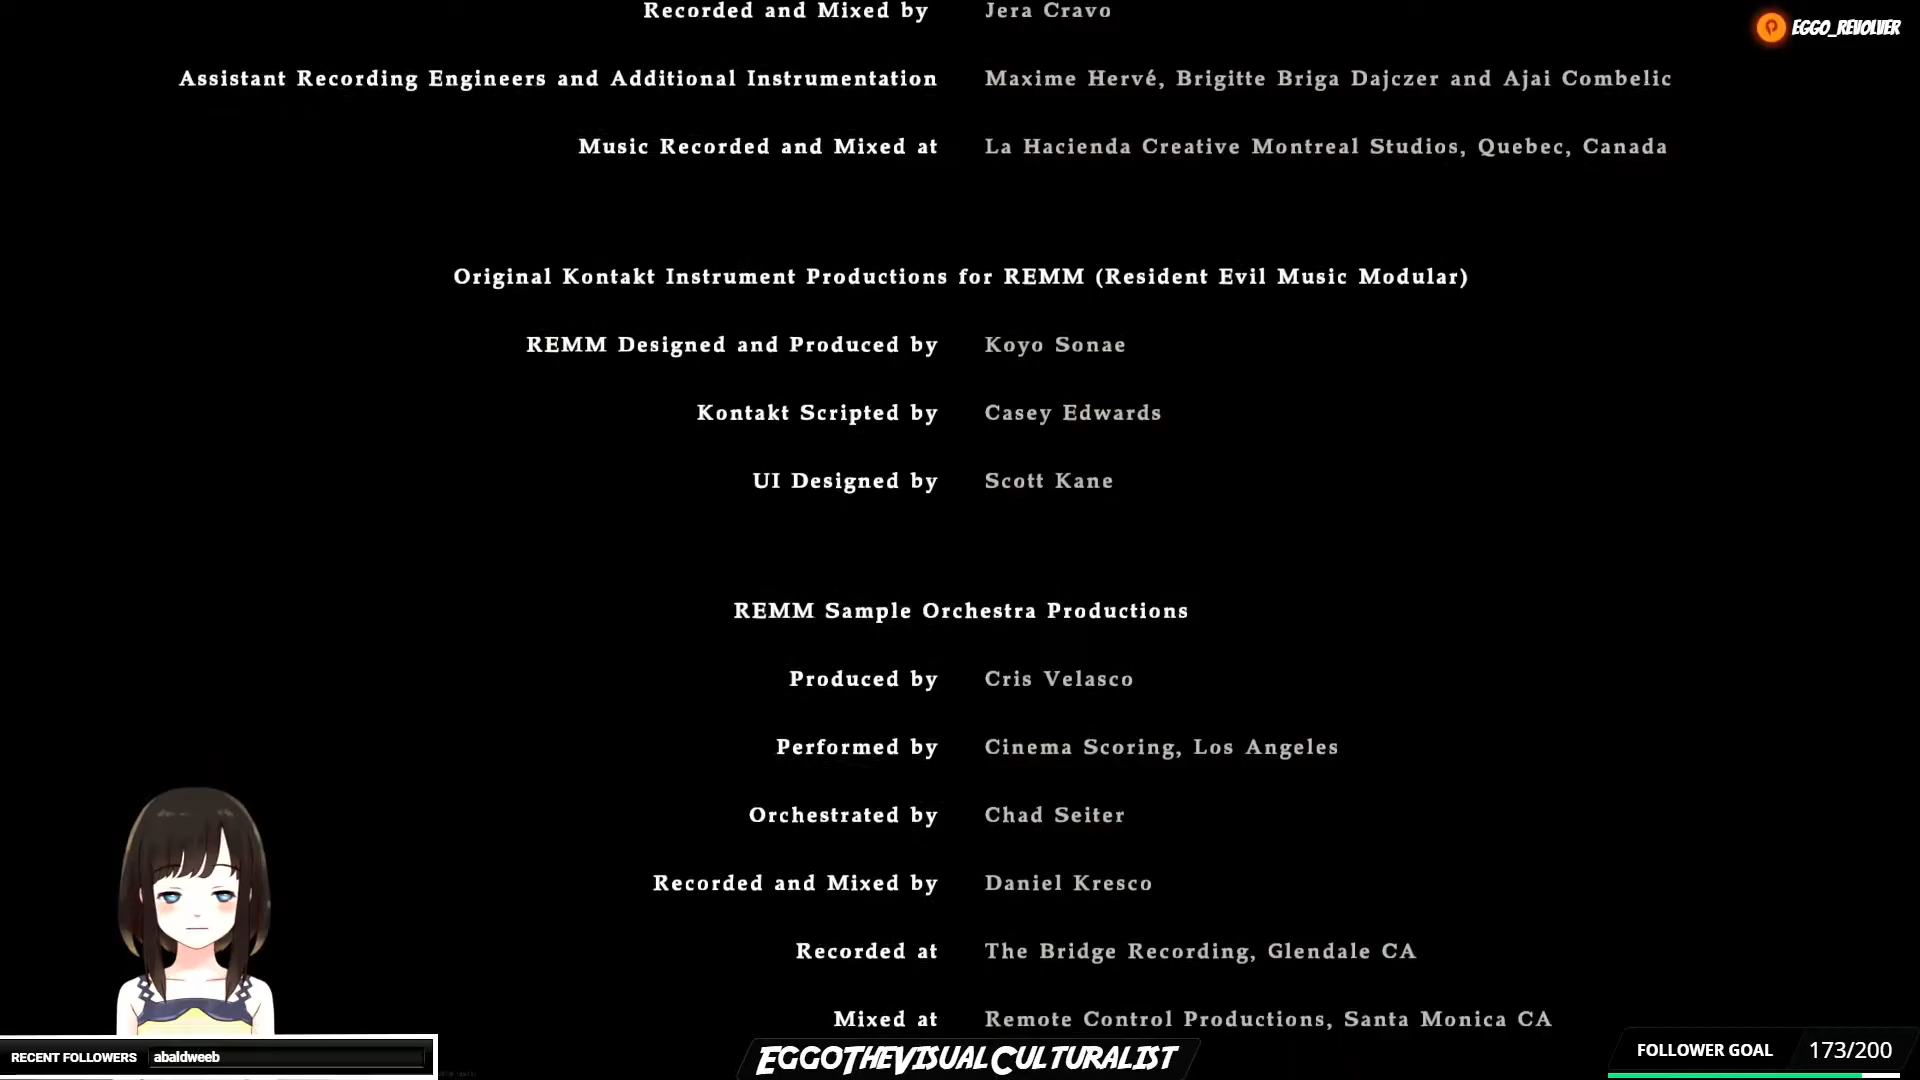 Recorded and Mixed by Jera Cravo
EGGO_REVOLVER
Assistant Recording Engineers and Additional Instrumentation Maxime Hervé, Brigitte Briga Dajczer and Ajai Combelic
Music Recorded and Mixed at La Hacienda Creative Montreal Studios, Quebec, Canada
Original Kontakt Instrument Productions for REMM (Resident Evil Music Modular)
REMM Designed and Produced by Koyo Sonae
Kontakt Scripted by Casey Edwards
UI Designed by Scott Kane
REMM Sample Orchestra Productions
Produced by Cris Velasco
Performed by Cinema Scoring, Los Angeles
Orchestrated by Chad Seiter
Recorded and Mixed by Daniel Kresco
Recorded at The Bridge Recording, Glendale CA
Mixed at Remote Control Productions, Santa Monica CA
RECENT FOLLOWERS abaldweeb
EGGOTHEVISUALCULTURALIST
FOLLOWER GOAL 173/200